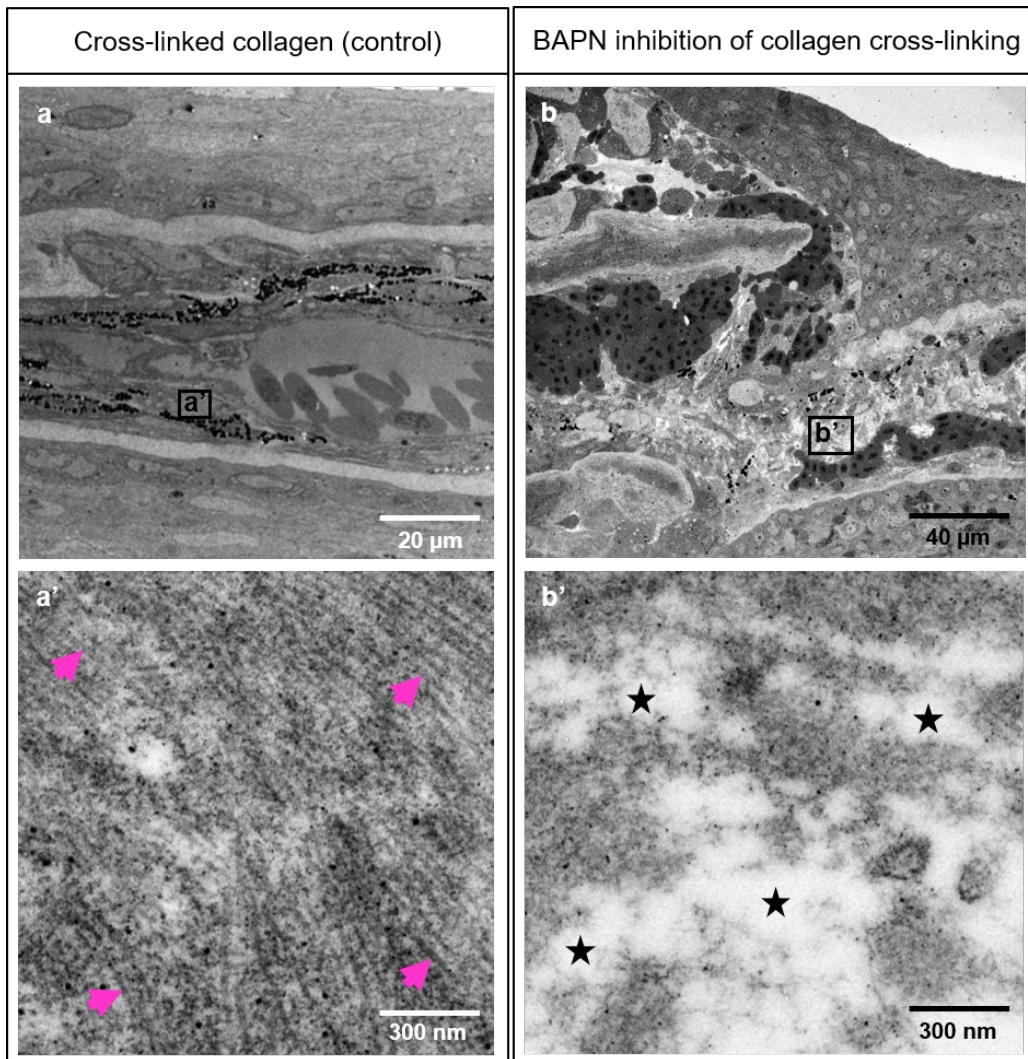 Cross-linked collagen (control)
BAPN inhibition of collagen cross-linking
a
a’
20 µm
b
b’
40 µm
a’
300 nm
b’
300 nm